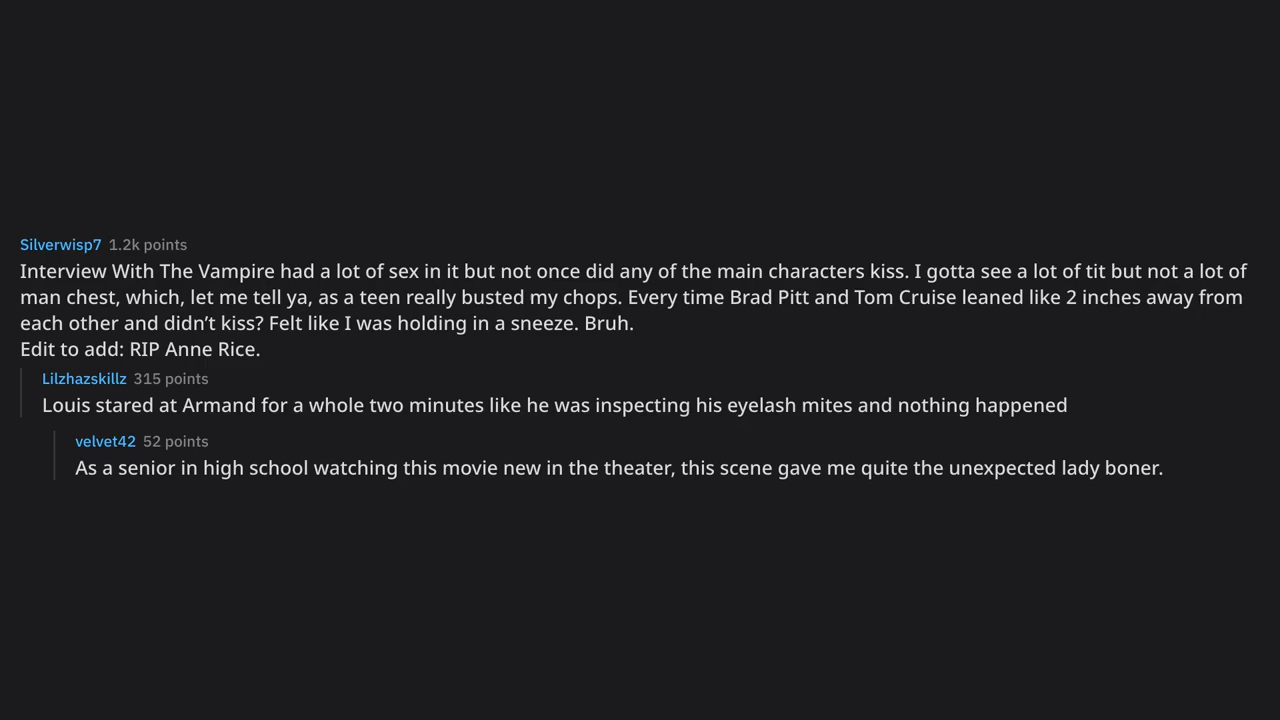 Silverwisp7 1.2k points
Interview With The Vampire had a lot of sex in it but not once did any of the main characters kiss. I gotta see a lot of tit but not a lot of
man chest, which, let me tell ya, as a teen really busted my chops. Every time Brad Pitt and Tom Cruise leaned like 2 inches away from
each other and didn’t kiss? Felt like I was holding in a sneeze. Bruh.
Edit to add: RIP Anne Rice.
Lilzhazskillz 315 points
Louis stared at Armand for a whole two minutes like he was inspecting his eyelash mites and nothing happened
velvet42 52 points
As a senior in high school watching this movie new in the theater, this scene gave me quite the unexpected lady boner.